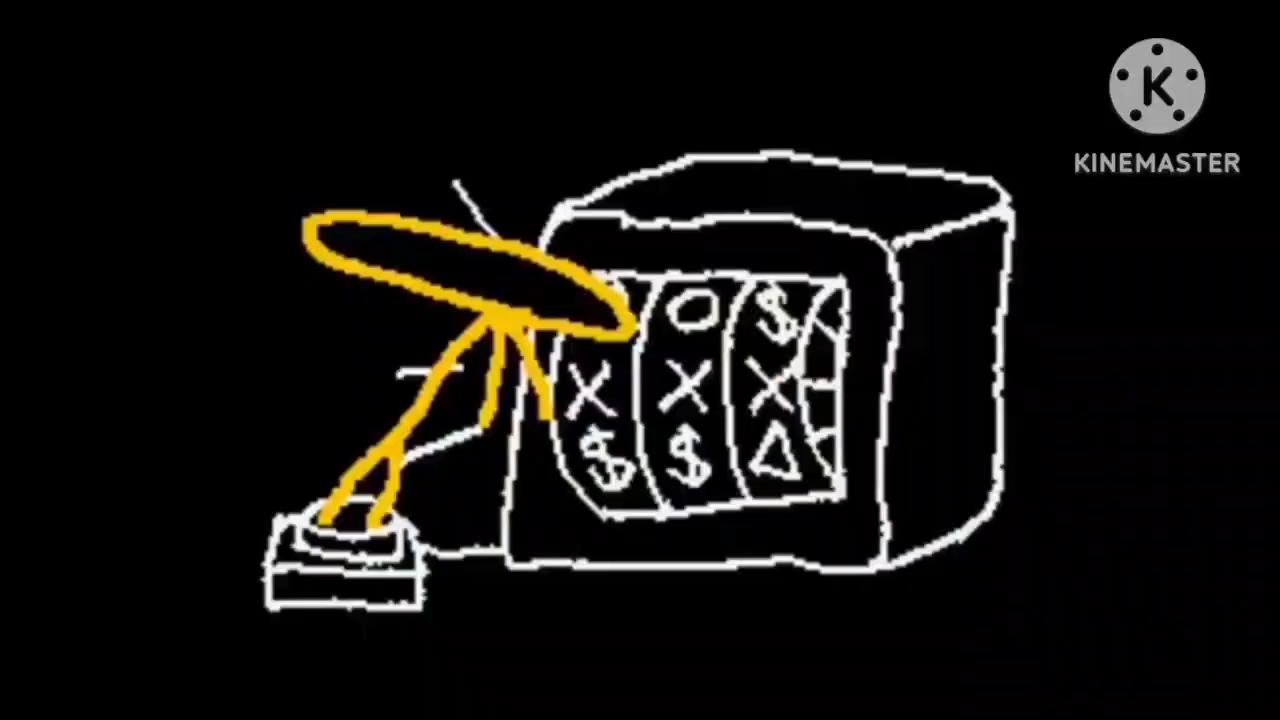 K
KINEMASTER
O $
X X X
$ $ Δ